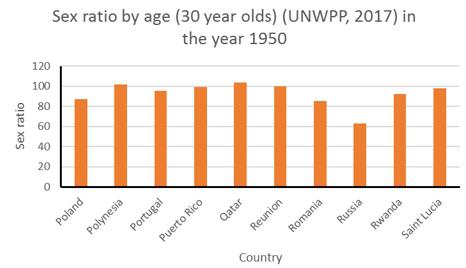 Sex ratio by age (30 year olds) (UNWPP, 2017) in
the year 1950
120
100
80
60
40
20
0
Sex ratio
Poland
Polynesia
Portugal
Puerto Rico
Qatar
Reunion
Romania
Russia
Rwanda
Saint Lucia
Country